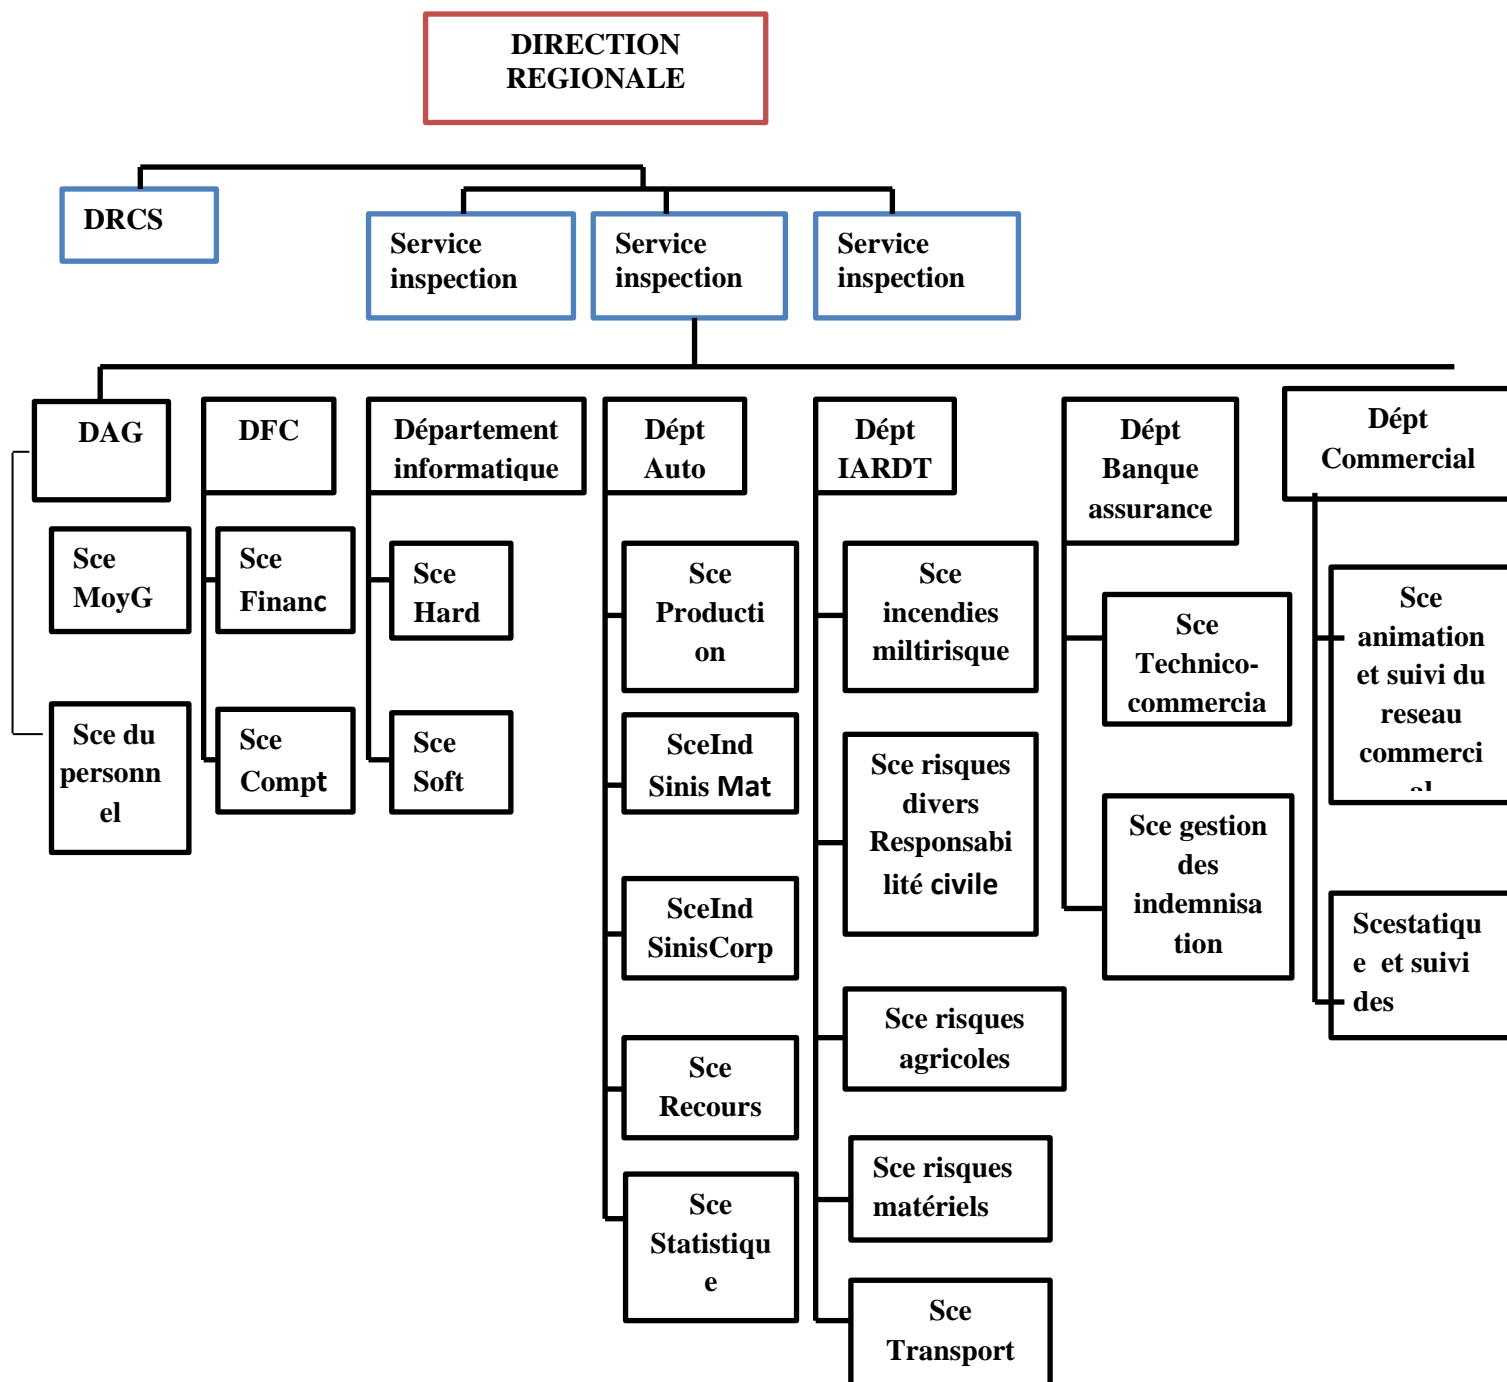 DIRECTION
REGIONALE
DRCS
Service
inspection
Service
inspection
Service
inspection
DAG
DFC
Département
informatique
Dépt
Auto
Dépt
IARDT
Dépt
Banque
assurance
Dépt
Commercial
Sce
MoyG
Sce du
personn
el
Sce
Financ
Sce
Compt
Sce
Hard
Sce
Soft
Sce
Producti
on
SceInd
Sinis Mat
SceInd
SinisCorp
Sce
Recours
Sce
Statistiqu
e
Sce
incendies
miltirisque
Sce risques
divers
Responsabi
lité civile
Sce risques
agricoles
Sce risques
matériels
Sce
Transport
Sce
Technico-
commercia
Sce gestion
des
indemnisa
tion
Sce
animation
et suivi du
reseau
commerci
al
Scestatiqu
e et suivi
des